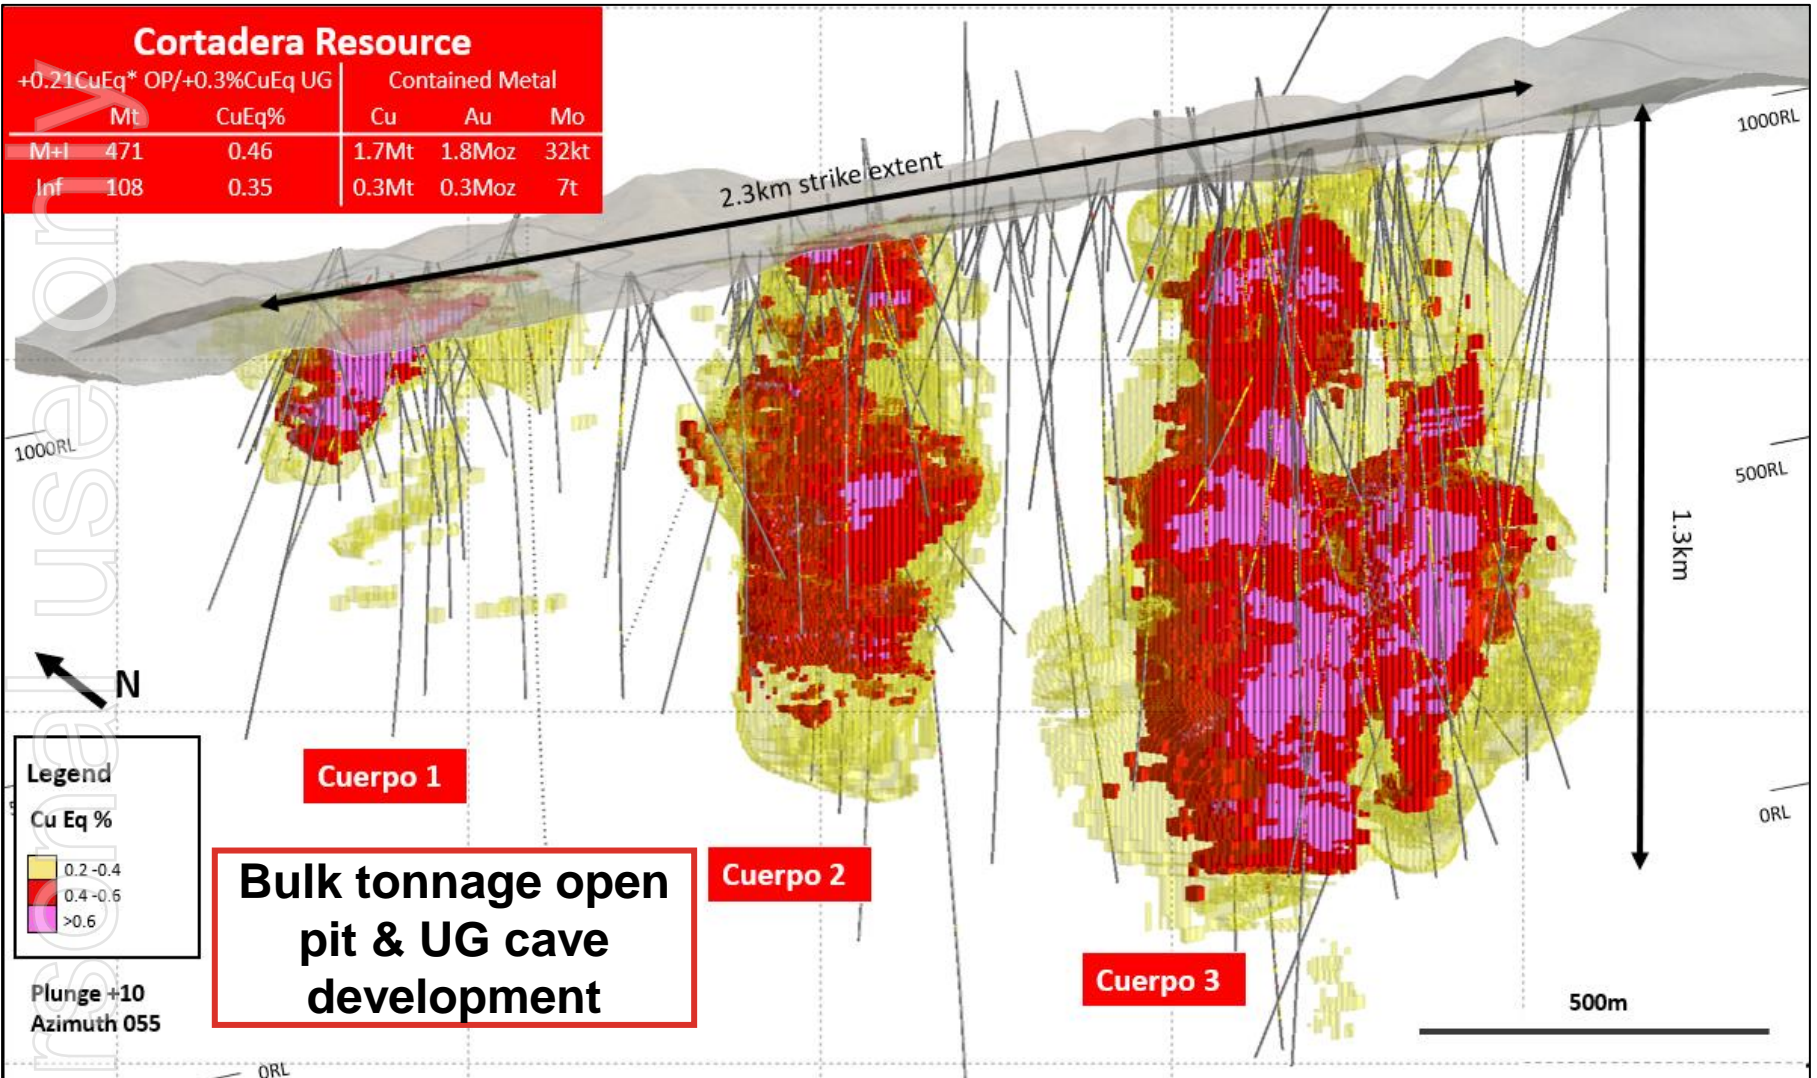 Cortadera Resource
+0.21CuEq* OP/+0.3%CuEq UG Contained Metal
Mt CuEq% Cu Au Mo
M+I 471 0.46 1.7Mt 1.8Moz 32kt
Inf 108 0.35 0.3Mt 0.3Moz 7t
2.3km strike extent
1000RL
500RL
1.3km
0RL
1000RL
N
Legend
Cu Eq %
0.2 -0.4
0.4 -0.6
>0.6
Plunge +10
Azimuth 055
Cuerpo 1
Cuerpo 2
Cuerpo 3
Bulk tonnage open
pit & UG cave
development
500m
0RL
rsonal use only